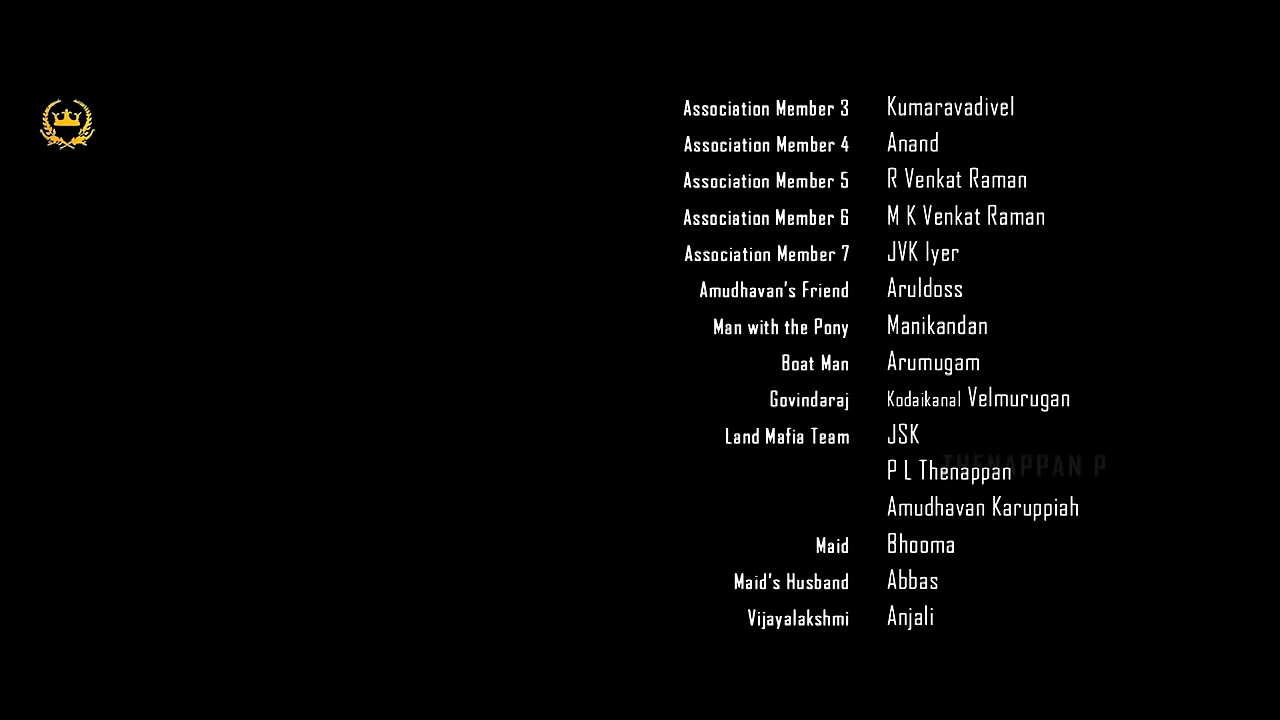 Association Member 3 Kumaravadivel
Association Member 4 Anand
Association Member 5 R Venkat Raman
Association Member 6 M K Venkat Raman
Association Member 7 JVK Iyer
Amudhavan's Friend Aruldoss
Man with the Pony Manikandan
Boat Man Arumugam
Govindaraj Kodaikanal Velmurugan
Land Mafia Team JSK
P L Thenappan
THENAPPAN P
Amudhavan Karuppiah
Maid Bhooma
Maid's Husband Abbas
Vijayalakshmi Anjali